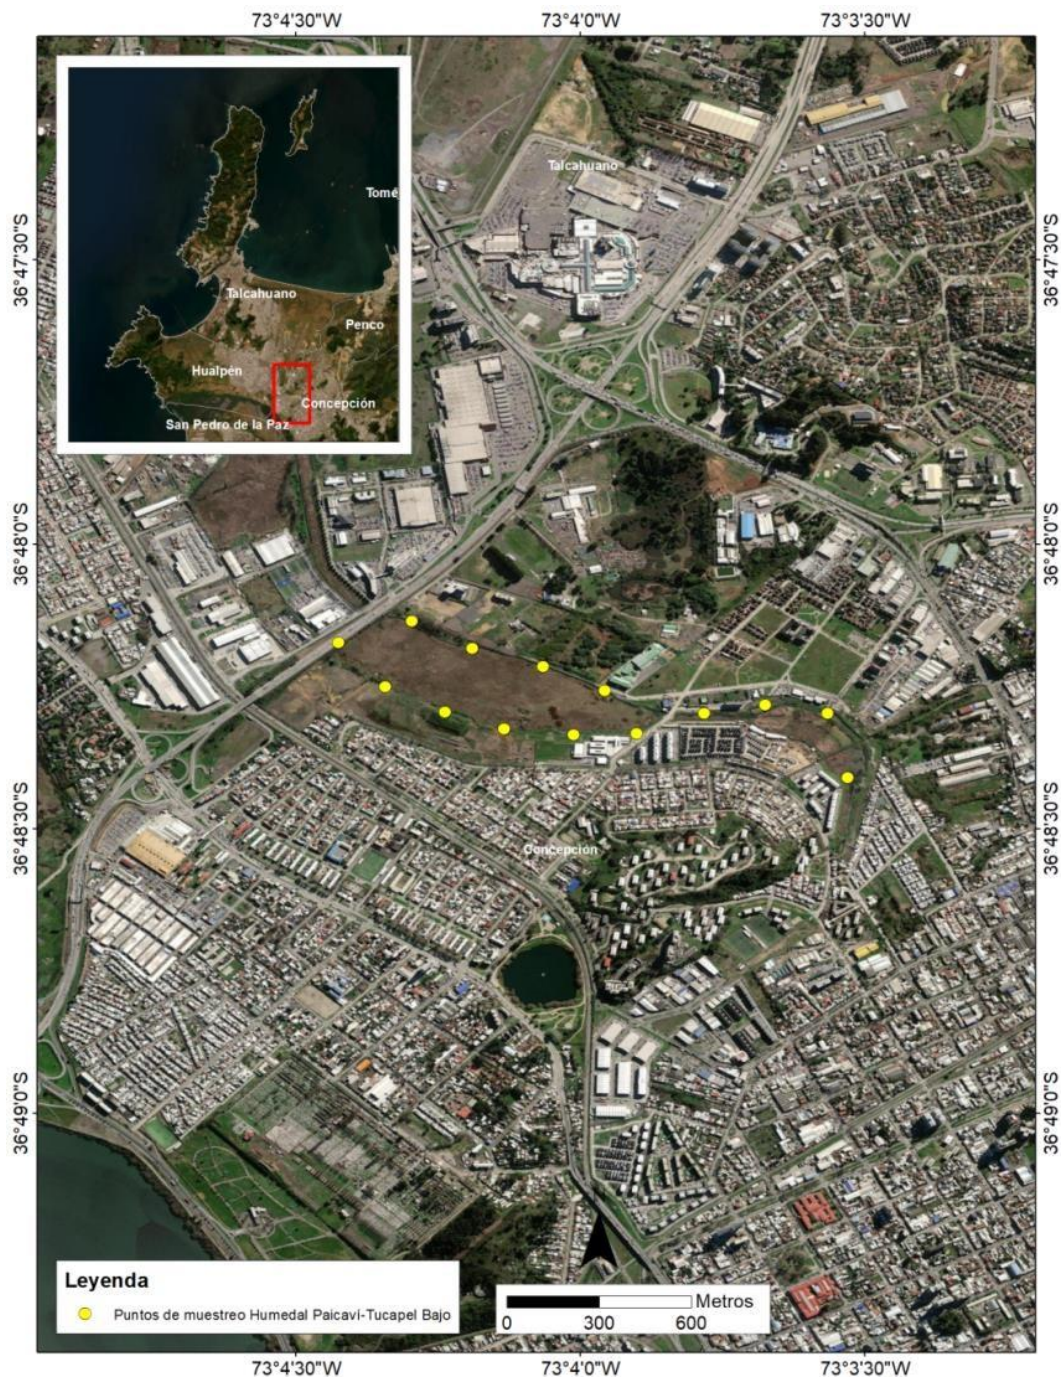 73°4'30"W 73°4'0"W 73°3'30"W
Talcahuano
Tomé
36°47'30"S 36°47'30"S
Talcahuano
Penco
Hualpén
Concepción
San Pedro de la Paz
36°48'0"S 36°48'0"S
36°48'30"S 36°48'30"S
Concepción
36°49'0"S 36°49'0"S
Leyenda
Puntos de muestreo Humedal Paicaví-Tucapel Bajo
Metros
0 300 600
73°4'30"W 73°4'0"W 73°3'30"W